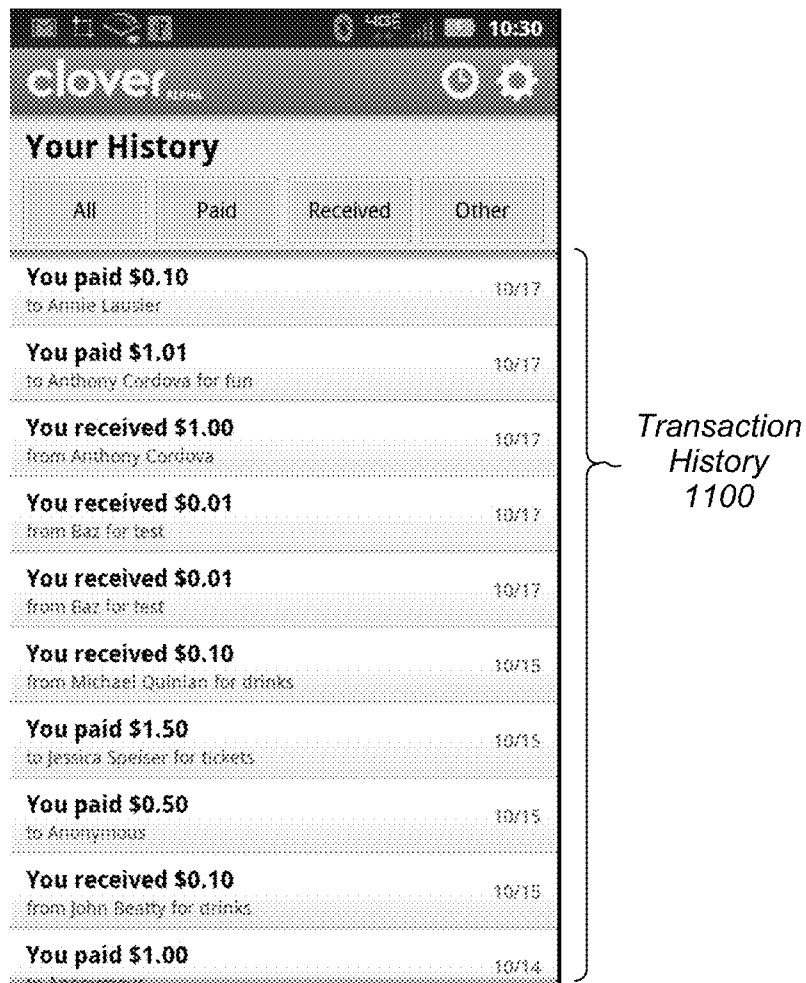 10:30
clover
Your History
All Paid Received Other
You paid $0.10
10/17
to Annie Lausier
You paid $1.01
10/17
to Anthony Cordova for fun
You received $1.00
10/17
from Anthony Cordova
You received $0.01
10/17
from Baz for test
You received $0.01
10/17
from Baz for test
You received $0.10
10/15
from Michael Quinlan for drinks
You paid $1.50
10/15
to Jessica Speiser for tickets
You paid $0.50
10/15
to Anonymous
You received $0.10
10/15
from John Beatty for drinks
You paid $1.00
10/14
Transaction
History
1100